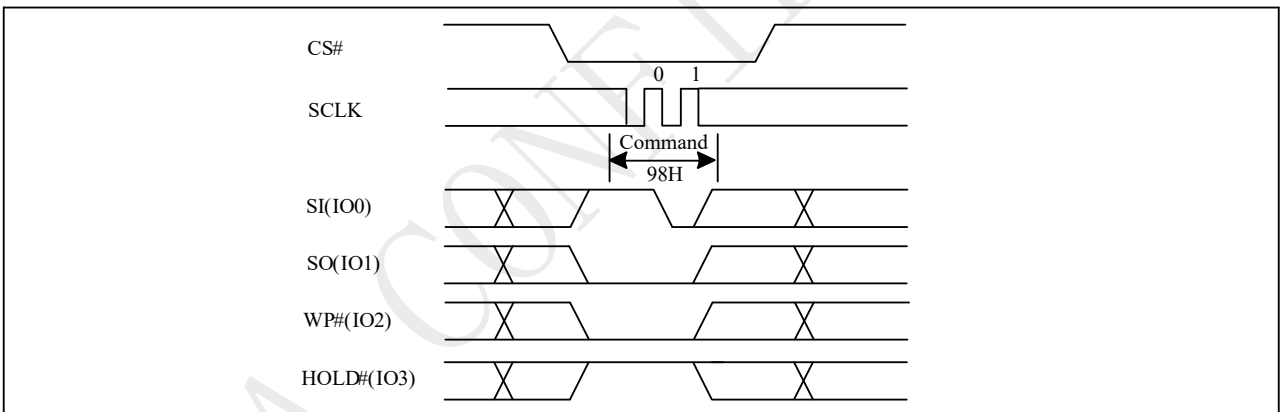 CS#
0 1
SCLK
Command
98H
SI(IO0)
SO(IO1)
WP#(IO2)
HOLD#(IO3)